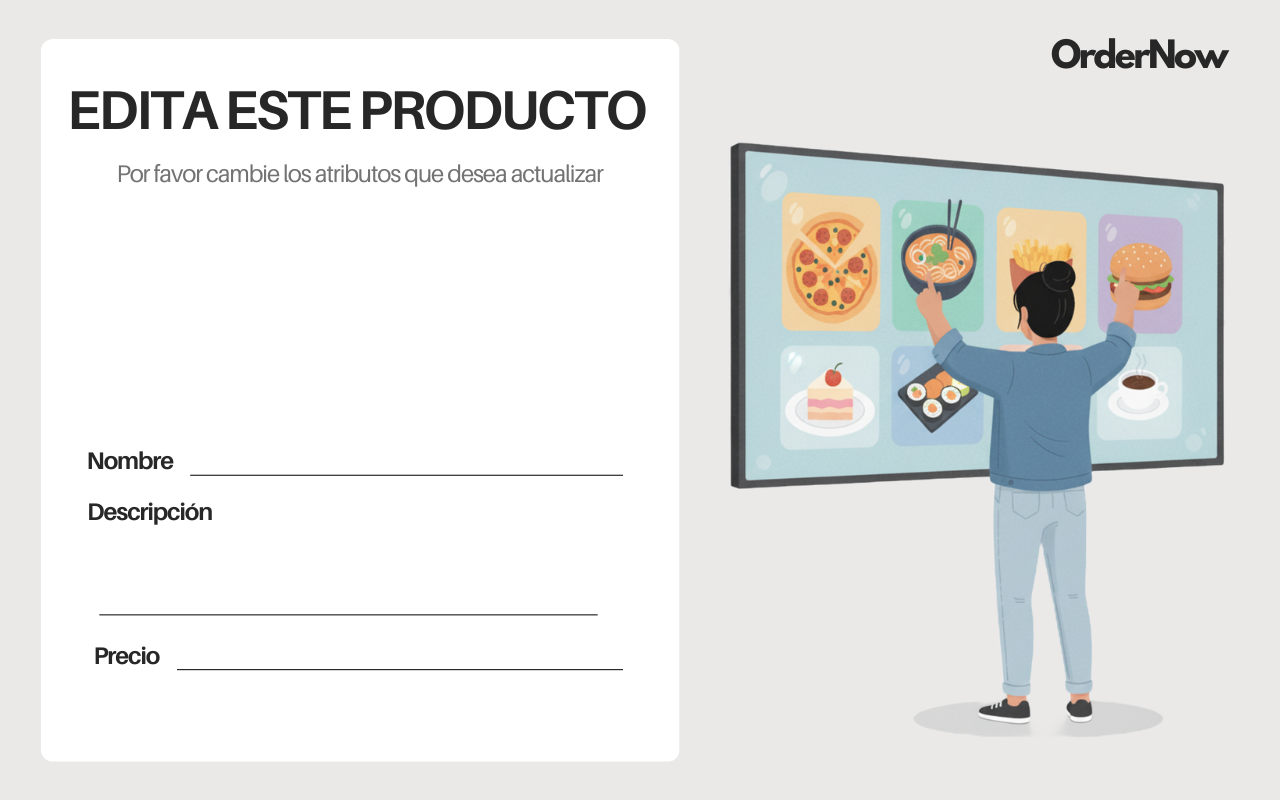 OrderNow
EDITA ESTE PRODUCTO
Por favor cambie los atributos que desea actualizar
Nombre
Descripción
Precio